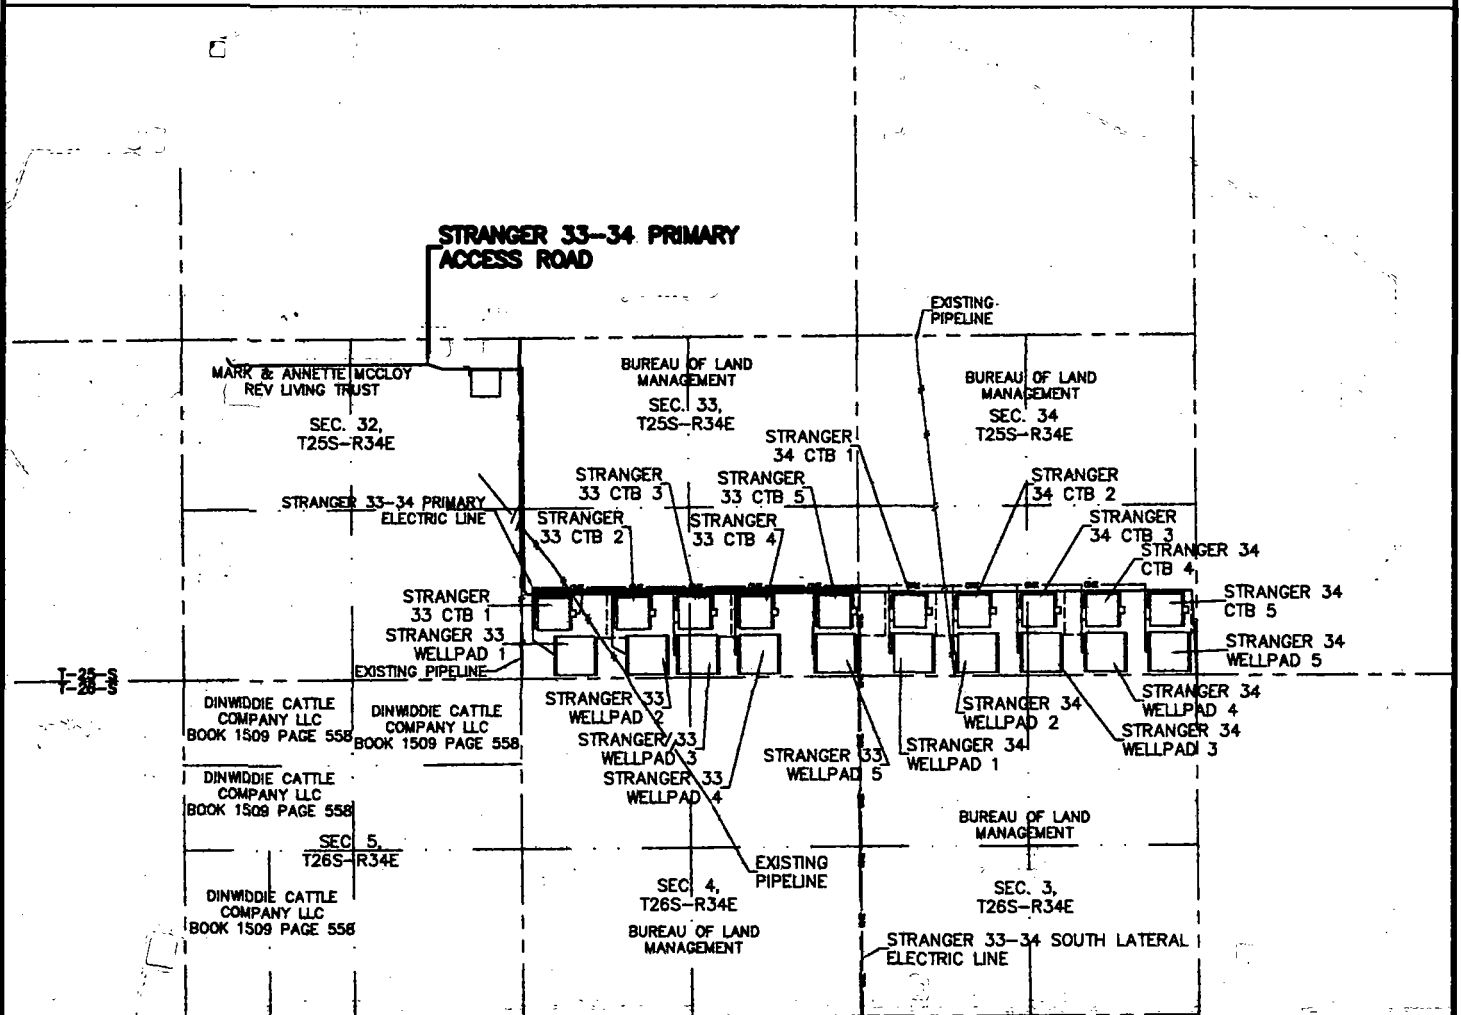 STRANGER 33-34 PRIMARY
ACCESS ROAD
EXISTING
PIPELINE
MARK & ANNETTE MCCLOY
REV LIVING TRUST
SEC. 32,
T25S-R34E
BUREAU OF LAND
MANAGEMENT
SEC. 33,
T25S-R34E
BUREAU OF LAND
MANAGEMENT
SEC. 34
T25S-R34E
STRANGER
34 CTB 1
STRANGER
33 CTB 3
STRANGER
33 CTB 5
STRANGER
34 CTB 2
STRANGER 33-34 PRIMARY
ELECTRIC LINE
STRANGER
33 CTB 2
STRANGER
33 CTB 4
STRANGER
34 CTB 3
STRANGER 34
CTB 4
STRANGER
33 CTB 1
STRANGER 34
CTB 5
STRANGER 33
WELLPAD 1
EXISTING PIPELINE
STRANGER 34
WELLPAD 5
T-25-S
T-26-S
DINWIDDIE CATTLE
COMPANY LLC
BOOK 1509 PAGE 558
DINWIDDIE CATTLE
COMPANY LLC
BOOK 1509 PAGE 558
STRANGER 33
WELLPAD 2
STRANGER 33
WELLPAD 3
STRANGER 33
WELLPAD 4
STRANGER 33
WELLPAD 5
STRANGER 34
WELLPAD 1
STRANGER 34
WELLPAD 2
STRANGER 34
WELLPAD 4
STRANGER 34
WELLPAD 3
DINWIDDIE CATTLE
COMPANY LLC
BOOK 1509 PAGE 558
SEC 5,
T26S-R34E
BUREAU OF LAND
MANAGEMENT
EXISTING
PIPELINE
DINWIDDIE CATTLE
COMPANY LLC
BOOK 1509 PAGE 558
SEC. 4,
T26S-R34E
BUREAU OF LAND
MANAGEMENT
SEC. 3,
T26S-R34E
STRANGER 33-34 SOUTH LATERAL
ELECTRIC LINE